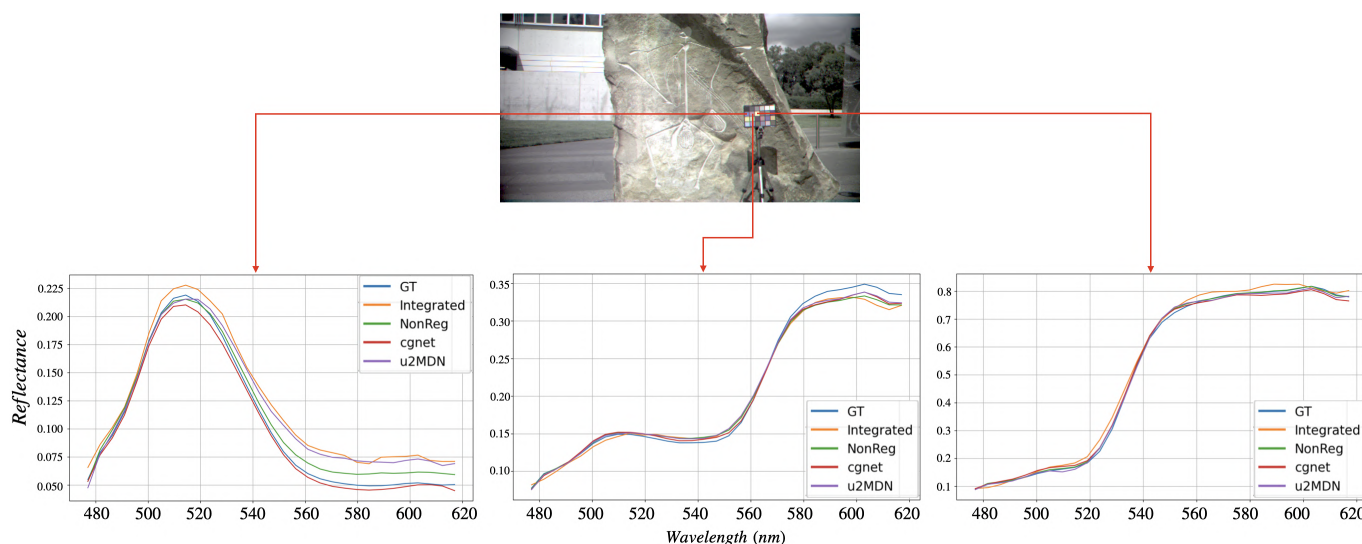 GT
Integrated
NonReg
cgnet
u2MDN
Reflectance
0.225
0.200
0.175
0.150
0.125
0.100
0.075
0.050
480 500 520 540 560 580 600 620
0.35
0.30
0.25
0.20
0.15
0.10
GT
Integrated
NonReg
cgnet
u2MDN
480 500 520 540 560 580 600 620
Wavelength (nm)
0.8
0.7
0.6
0.5
0.4
0.3
0.2
0.1
GT
Integrated
NonReg
cgnet
u2MDN
480 500 520 540 560 580 600